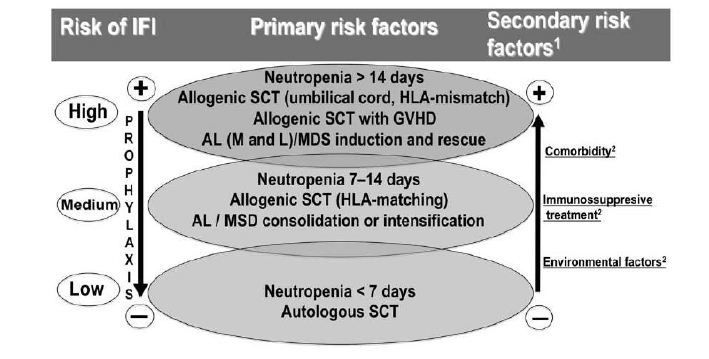 Risk of IFI
Primary risk factors
Secondary risk
factors1
+
High
Medium
Low
−
PROPHYLAXIS
Neutropenia > 14 days
Allogenic SCT (umbilical cord, HLA-mismatch)
Allogenic SCT with GVHD
AL (M and L)/MDS induction and rescue
Neutropenia 7–14 days
Allogenic SCT (HLA-matching)
AL / MSD consolidation or intensification
Neutropenia < 7 days
Autologous SCT
+
Comorbidity2
Immunossuppresive
treatment2
Environmental factors2
−